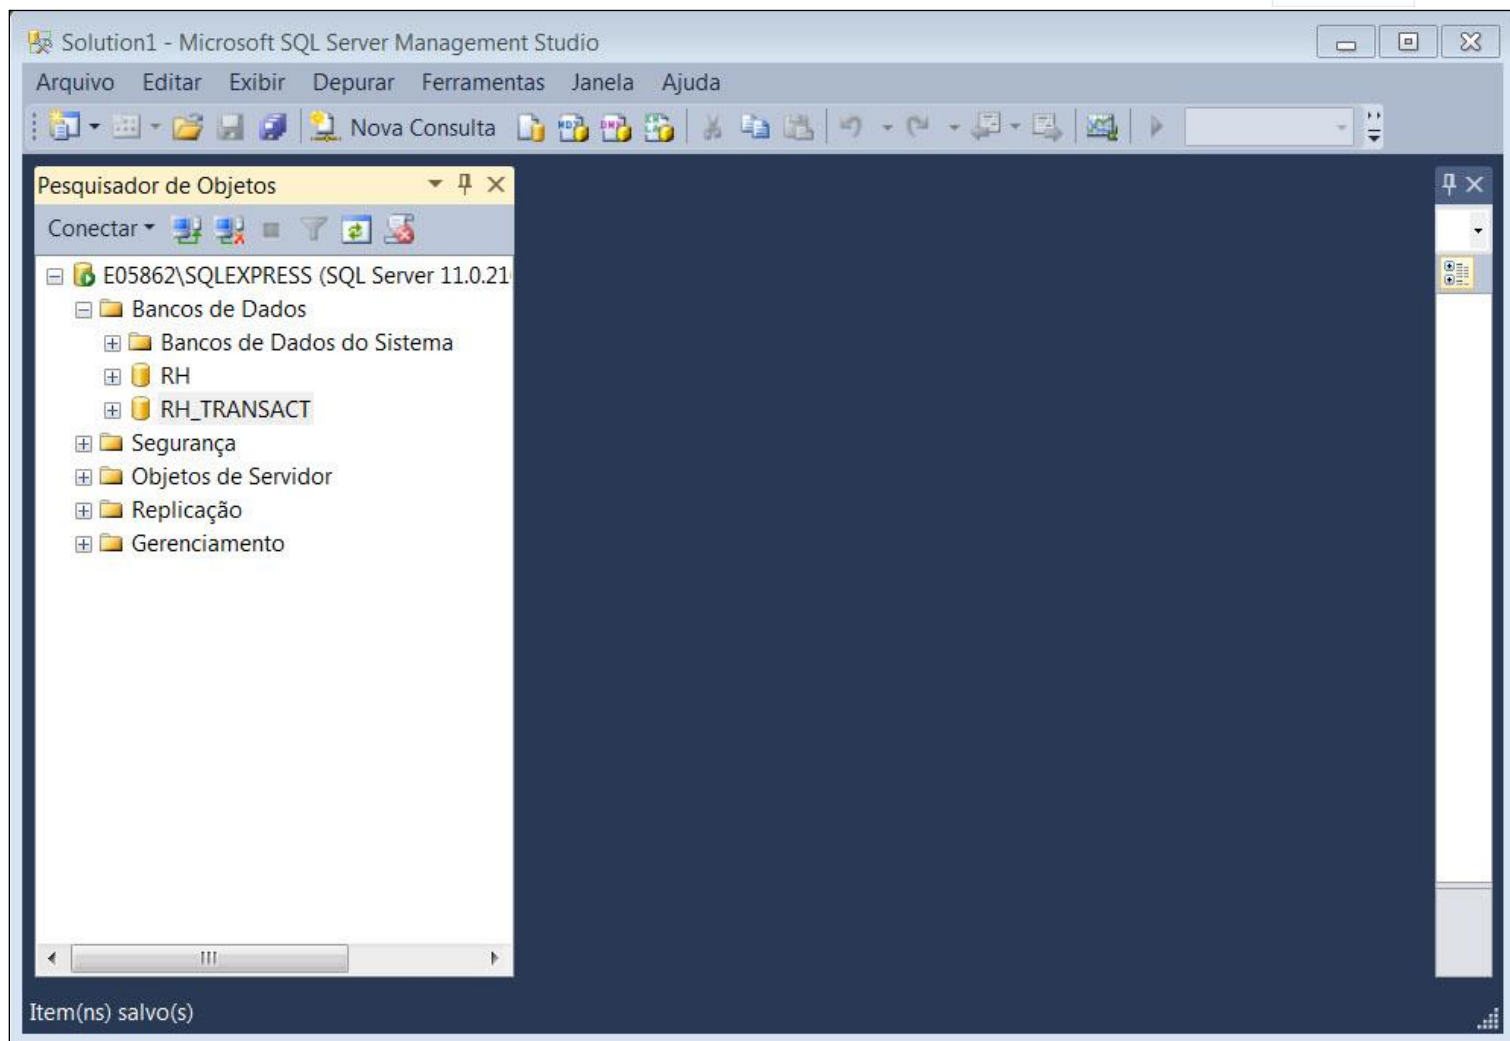 Solution1 - Microsoft SQL Server Management Studio
Arquivo Editar Exibir Depurar Ferramentas Janela Ajuda
Nova Consulta
Pesquisador de Objetos
Conectar
E05862\SQLEXPRESS (SQL Server 11.0.21
Bancos de Dados
Bancos de Dados do Sistema
RH
RH_TRANSACT
Segurança
Objetos de Servidor
Replicação
Gerenciamento
Item(ns) salvo(s)